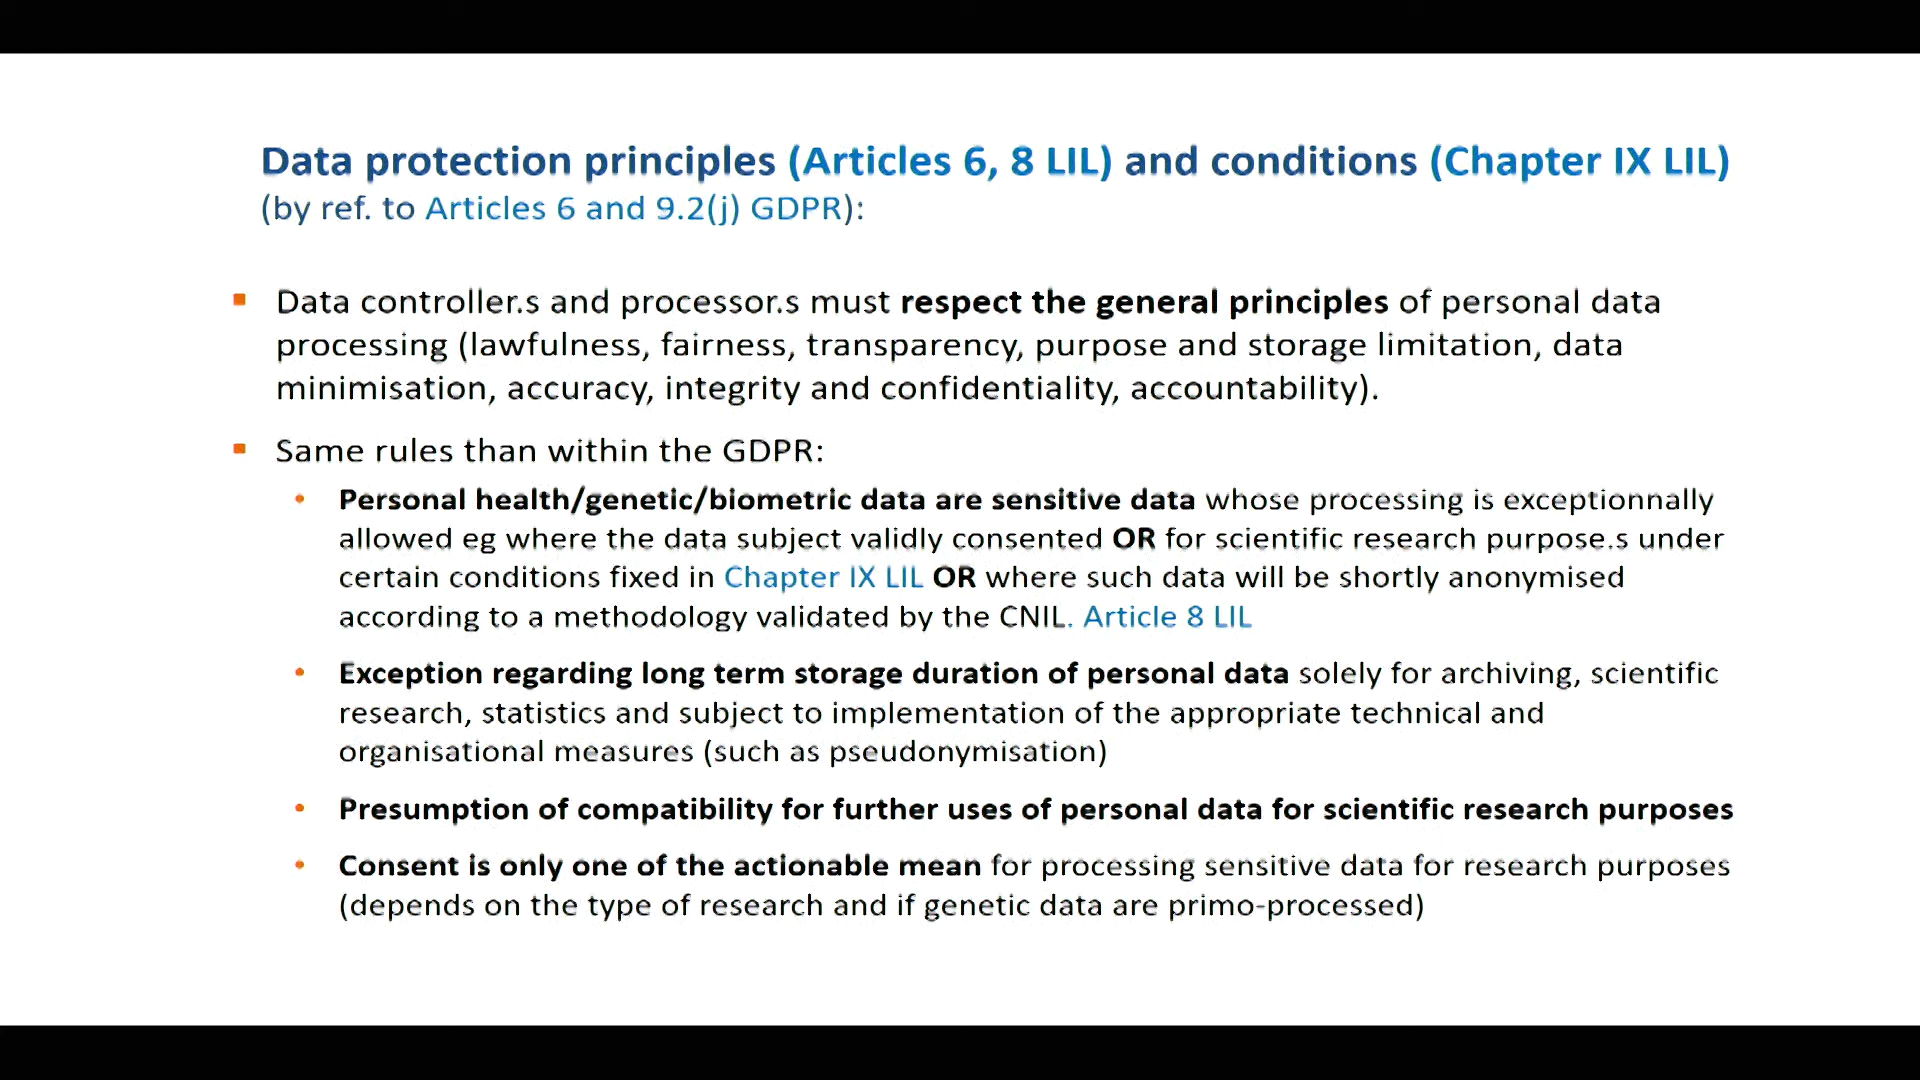 Data protection principles (Articles 6, 8 LIL) and conditions (Chapter IX LIL)
(by ref. to Articles 6 and 9.2(j) GDPR):
▪ Data controller.s and processor.s must respect the general principles of personal data
processing (lawfulness, fairness, transparency, purpose and storage limitation, data
minimisation, accuracy, integrity and confidentiality, accountability).
▪ Same rules than within the GDPR:
• Personal health/genetic/biometric data are sensitive data whose processing is exceptionnally
allowed eg where the data subject validly consented OR for scientific research purpose.s under
certain conditions fixed in Chapter IX LIL OR where such data will be shortly anonymised
according to a methodology validated by the CNIL. Article 8 LIL
• Exception regarding long term storage duration of personal data solely for archiving, scientific
research, statistics and subject to implementation of the appropriate technical and
organisational measures (such as pseudonymisation)
• Presumption of compatibility for further uses of personal data for scientific research purposes
• Consent is only one of the actionable mean for processing sensitive data for research purposes
(depends on the type of research and if genetic data are primo-processed)